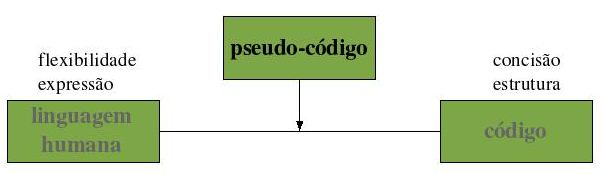 pseudo-código
flexibilidade
expressão
linguagem
humana
concisão
estrutura
código